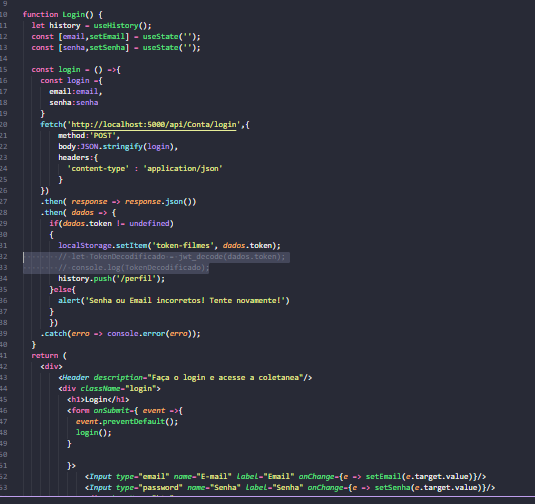 9
10 function Login() {
11 let history = useHistory();
12 const [email,setEmail] = useState('');
13 const [senha,setSenha] = useState('');
14
15 const login = () =>{
16 const login ={
17 email:email,
18 senha:senha
19 }
20 fetch('http://localhost:5000/api/Conta/login',{
21 method:'POST',
22 body:JSON.stringify(login),
23 headers:{
24 'content-type' : 'application/json'
25 }
26 })
27 .then( response => response.json())
28 .then( dados => {
29 if(dados.token != undefined)
30 {
31 localStorage.setItem('token-filmes', dados.token);
32 // let TokenDecodificado = jwt_decode(dados.token);
33 // console.log(TokenDecodificado);
34 history.push('/perfil');
35 }else{
36 alert('Senha ou Email incorretos! Tente novamente!')
37 }
38 })
39 .catch(erro => console.error(erro));
40 }
41 return (
42 <div>
43 <Header description="Faça o login e acesse a coletanea"/>
44 <div className="login">
45 <h1>Login</h1>
46 <form onSubmit={ event =>{
47 event.preventDefault();
48 login();
49 }
50
51 }>
52 <Input type="email" name="E-mail" label="Email" onChange={e => setEmail(e.target.value)}/>
53 <Input type="password" name="Senha" label="Senha" onChange={e => setSenha(e.target.value)}/>